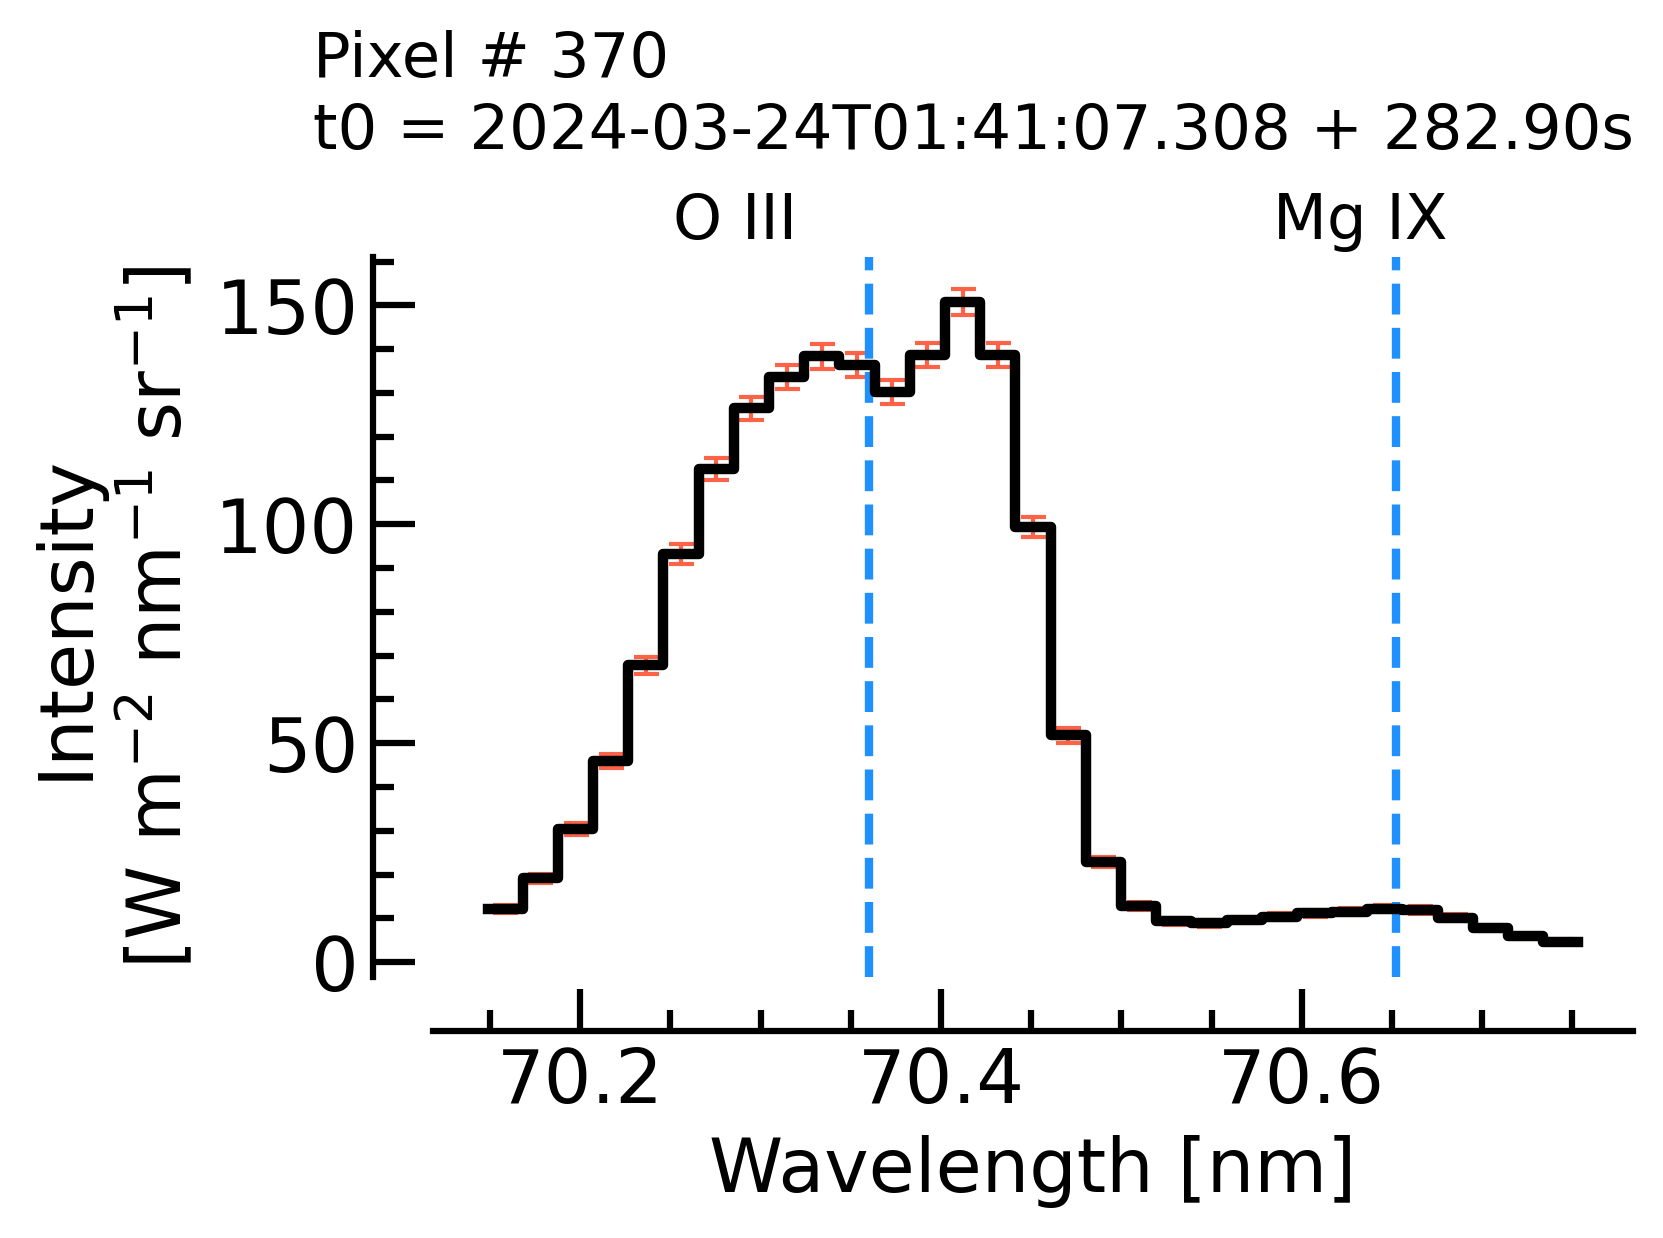 Pixel # 370
t0 = 2024-03-24T01:41:07.308 + 282.90s
O III
Mg IX
Intensity
[W m⁻² nm⁻¹ sr⁻¹]
150
100
50
0
70.2
70.4
70.6
Wavelength [nm]